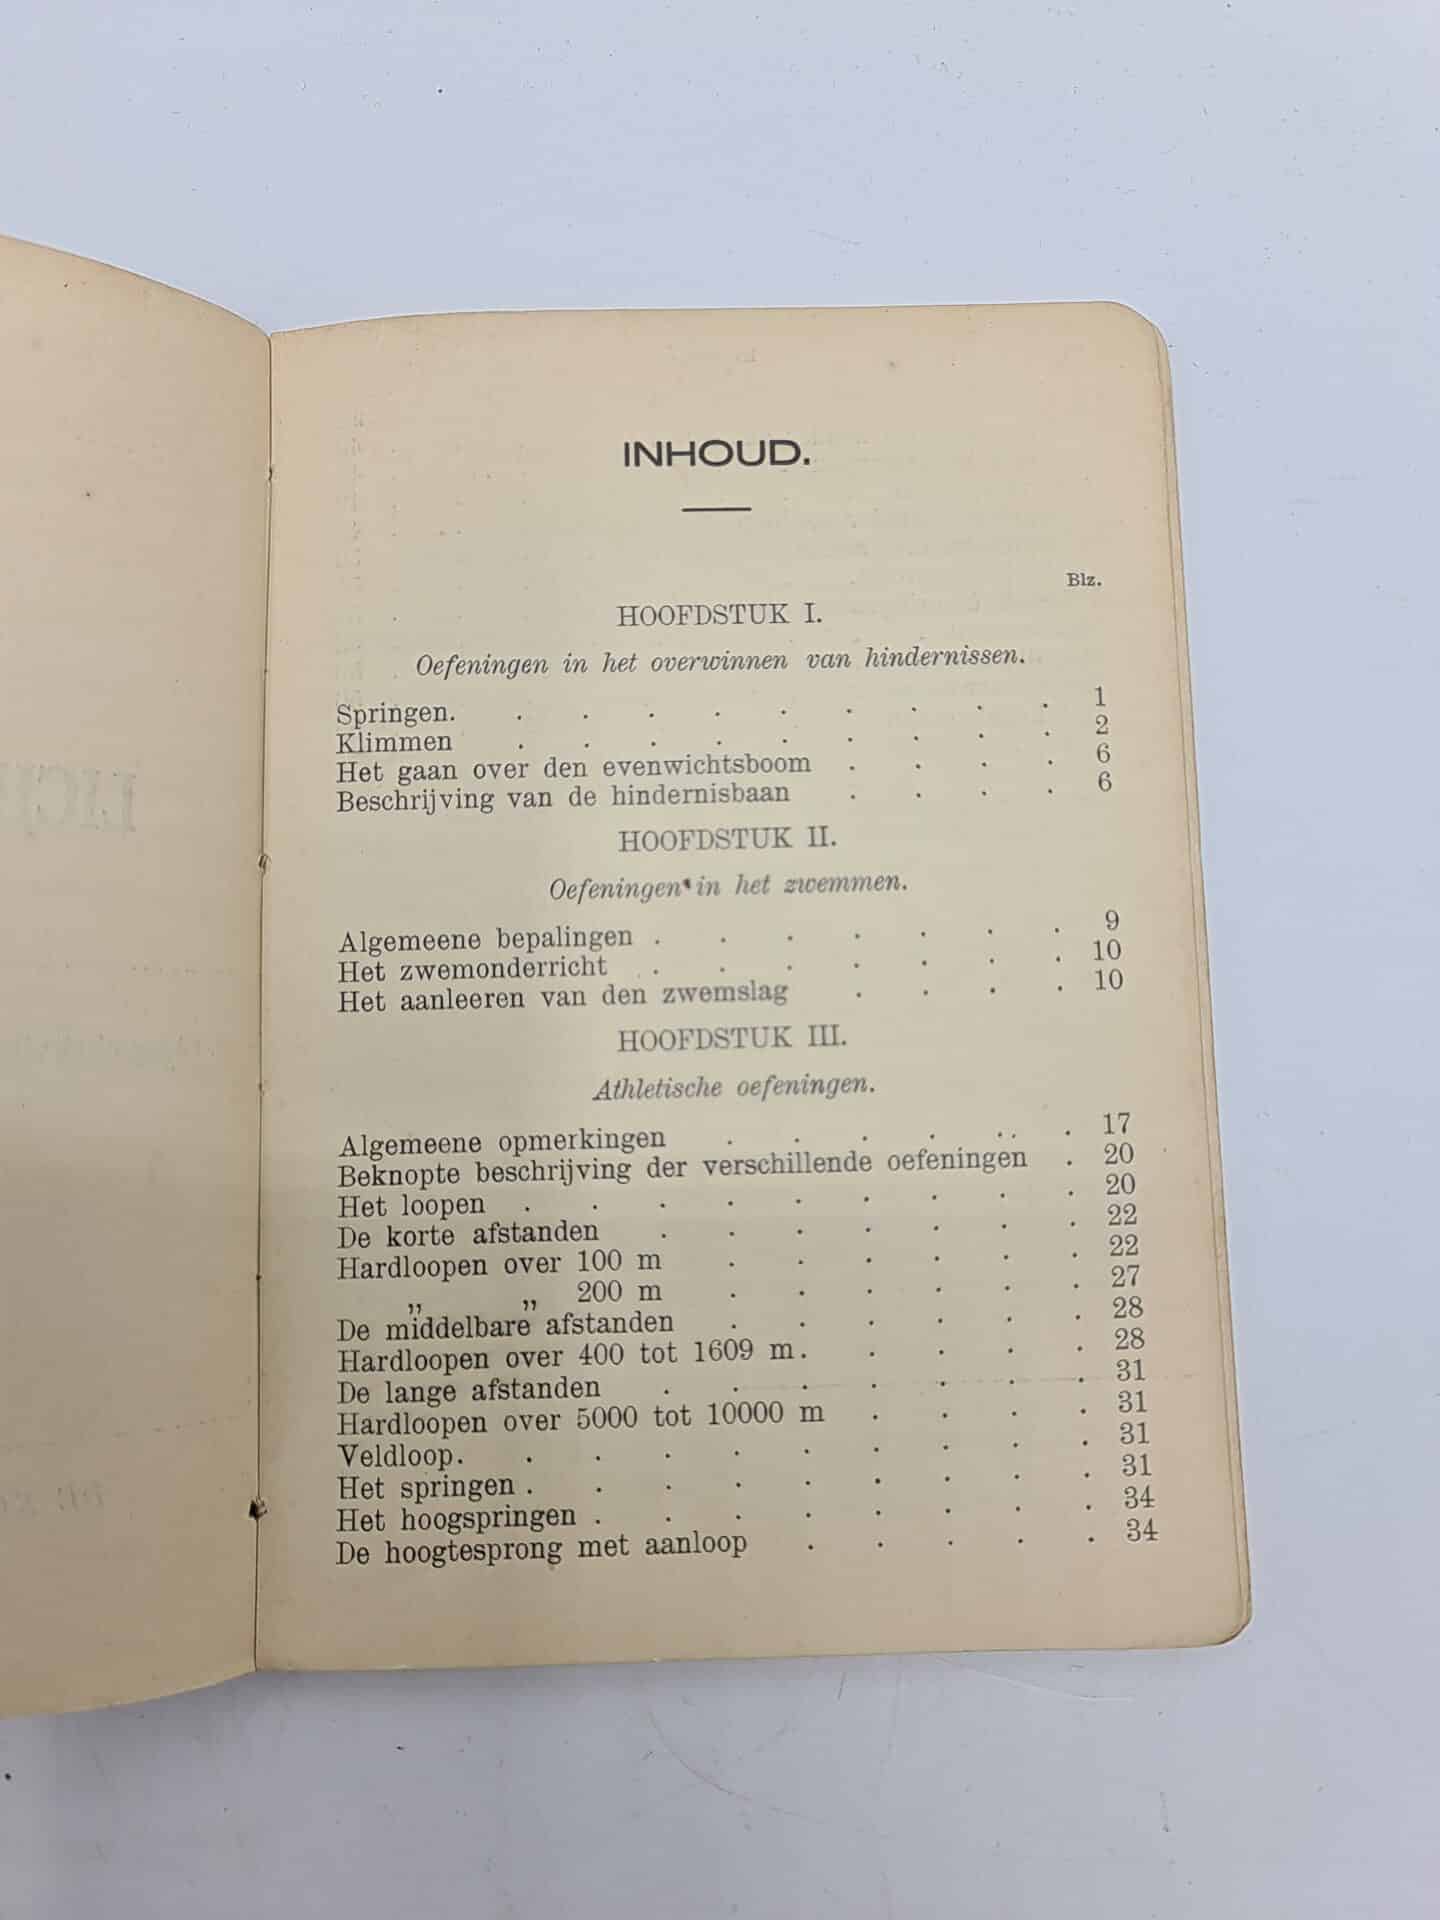 INHOUD.
Blz.
HOOFDSTUK I.
Oefeningen in het overwinnen van hindernissen.
Springen. . . . . . . . . . 1
Klimmen . . . . . . . . . 2
Het gaan over den evenwichtsboom . . . . 6
Beschrijving van de hindernisbaan . . . . 6
HOOFDSTUK II.
Oefeningen in het zwemmen.
Algemeene bepalingen . . . . . . . 9
Het zwemonderricht . . . . . . . 10
Het aanleeren van den zwemslag . . . . 10
HOOFDSTUK III.
Athletische oefeningen.
Algemeene opmerkingen . . . . . . . 17
Beknopte beschrijving der verschillende oefeningen . 20
Het loopen . . . . . . . . . 20
De korte afstanden . . . . . . . 22
Hardloopen over 100 m . . . . . . 22
„ „ 200 m . . . . . . 27
De middelbare afstanden . . . . . . 28
Hardloopen over 400 tot 1609 m. . . . . 28
De lange afstanden . . . . . . . 31
Hardloopen over 5000 tot 10000 m . . . . 31
Veldloop. . . . . . . . . . 31
Het springen . . . . . . . . . 31
Het hoogspringen . . . . . . . . 34
De hoogtesprong met aanloop . . . . . 34